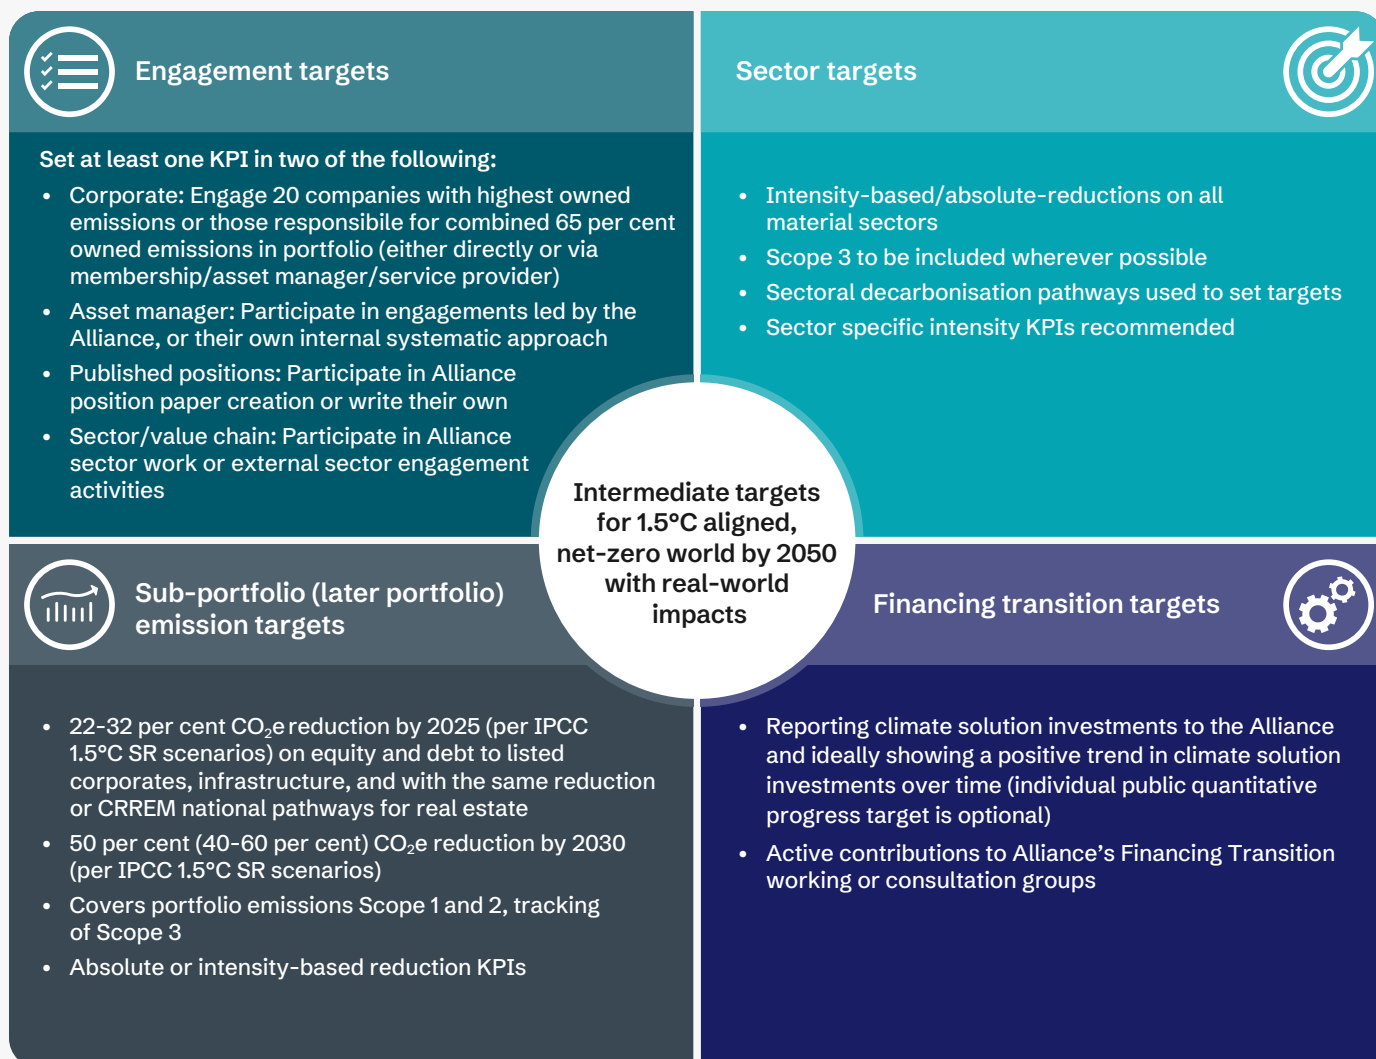 Engagement targets
Set at least one KPI in two of the following:
• Corporate: Engage 20 companies with highest owned
emissions or those responsibile for combined 65 per cent
owned emissions in portfolio (either directly or via
membership/asset manager/service provider)
• Asset manager: Participate in engagements led by the
Alliance, or their own internal systematic approach
• Published positions: Participate in Alliance
position paper creation or write their own
• Sector/value chain: Participate in Alliance
sector work or external sector engagement
activities
Sector targets
• Intensity-based/absolute-reductions on all
material sectors
• Scope 3 to be included wherever possible
• Sectoral decarbonisation pathways used to set targets
• Sector specific intensity KPIs recommended
Intermediate targets
for 1.5°C aligned,
net-zero world by 2050
with real-world
impacts
Sub-portfolio (later portfolio)
emission targets
• 22-32 per cent CO₂e reduction by 2025 (per IPCC
1.5°C SR scenarios) on equity and debt to listed
corporates, infrastructure, and with the same reduction
or CRREM national pathways for real estate
• 50 per cent (40-60 per cent) CO₂e reduction by 2030
(per IPCC 1.5°C SR scenarios)
• Covers portfolio emissions Scope 1 and 2, tracking
of Scope 3
• Absolute or intensity-based reduction KPIs
Financing transition targets
• Reporting climate solution investments to the Alliance
and ideally showing a positive trend in climate solution
investments over time (individual public quantitative
progress target is optional)
• Active contributions to Alliance’s Financing Transition
working or consultation groups